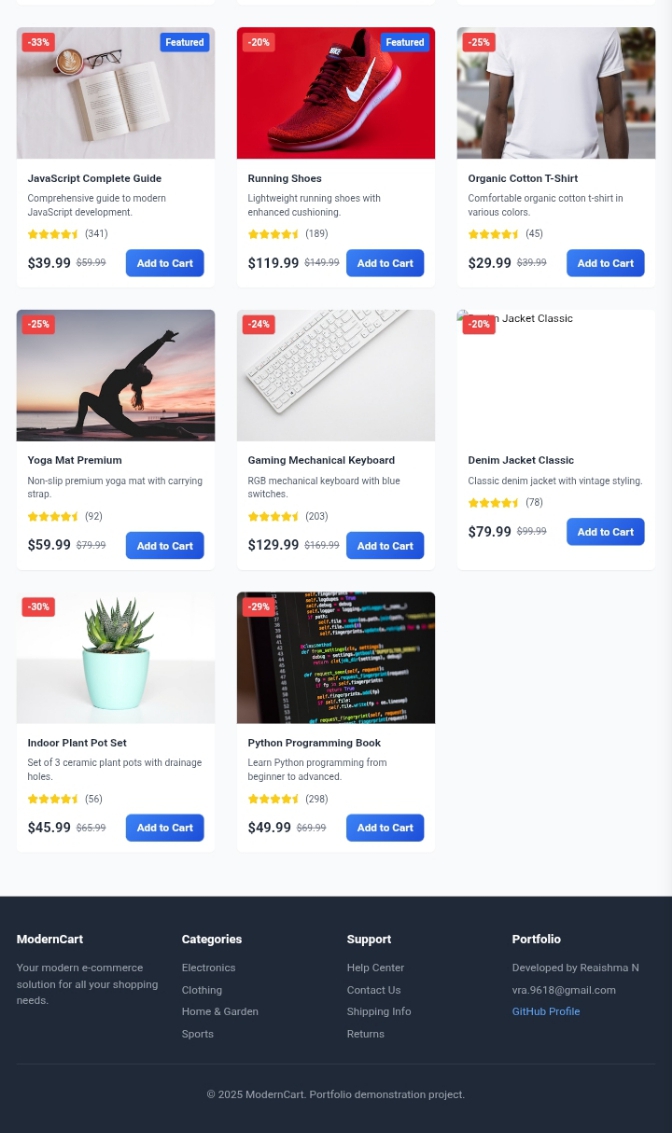 -33%
Featured
-20%
Featured
-25%
JavaScript Complete Guide
Running Shoes
Organic Cotton T-Shirt
Comprehensive guide to modern
JavaScript development.
Lightweight running shoes with
enhanced cushioning.
Comfortable organic cotton t-shirt in
various colors.
(341)
(189)
(45)
$39.99 $59.99 Add to Cart
$119.99 $149.99 Add to Cart
$29.99 $39.99 Add to Cart
-25%
-24%
-20%
Jacket Classic
Yoga Mat Premium
Gaming Mechanical Keyboard
Denim Jacket Classic
Non-slip premium yoga mat with carrying
strap.
RGB mechanical keyboard with blue
switches.
Classic denim jacket with vintage styling.
(92)
(203)
(78)
$59.99 $79.99 Add to Cart
$129.99 $169.99 Add to Cart
$79.99 $99.99 Add to Cart
-30%
-29%
Indoor Plant Pot Set
Python Programming Book
Set of 3 ceramic plant pots with drainage
holes.
Learn Python programming from
beginner to advanced.
(56)
(298)
$45.99 $65.99 Add to Cart
$49.99 $69.99 Add to Cart
ModernCart
Your modern e-commerce
solution for all your shopping
needs.
Categories
Electronics
Clothing
Home & Garden
Sports
Support
Help Center
Contact Us
Shipping Info
Returns
Portfolio
Developed by Reaishma N
vra.9618@gmail.com
GitHub Profile
© 2025 ModernCart. Portfolio demonstration project.